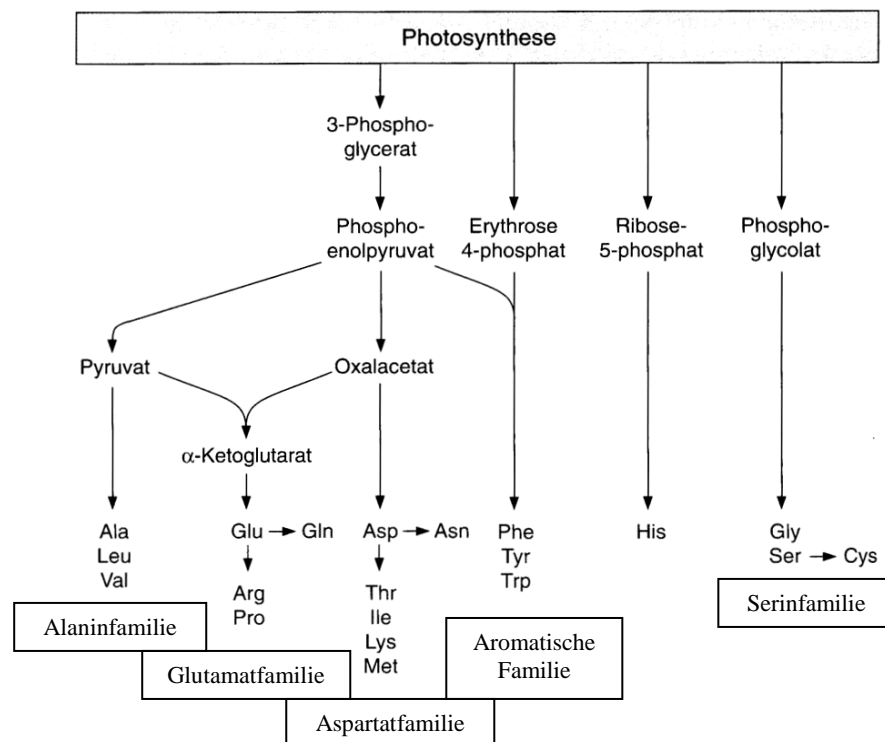 Photosynthese
3-Phospho-
glycerat
Phospho-
enolpyruvat
Erythrose
4-phosphat
Ribose-
5-phosphat
Phospho-
glycolat
Pyruvat
Oxalacetat
α-Ketoglutarat
Ala
Leu
Val
Glu
Gln
Arg
Pro
Asp
Asn
Thr
Ile
Lys
Met
Phe
Tyr
Trp
His
Gly
Ser
Cys
Alaninfamilie
Glutamatfamilie
Aspartatfamilie
Aromatische
Familie
Serinfamilie